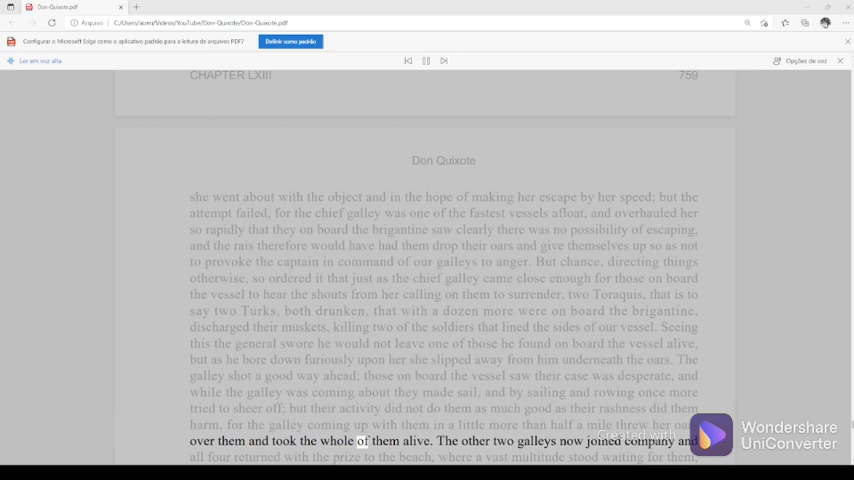 Don-Quixote.pdf
Arquivo
C:/Users/acms/Videos/YouTube/Don-Quixote/Don-Quixote.pdf
Configurar o Microsoft Edge como o aplicativo padrão para a leitura de arquivos PDF?
Definir como padrão
Ler em voz alta
Opções de voz
CHAPTER LXIII 759
Don Quixote
she went about with the object and in the hope of making her escape by her speed; but the
attempt failed, for the chief galley was one of the fastest vessels afloat, and overhauled her
so rapidly that they on board the brigantine saw clearly there was no possibility of escaping,
and the rais therefore would have had them drop their oars and give themselves up so as not
to provoke the captain in command of our galleys to anger. But chance, directing things
otherwise, so ordered it that just as the chief galley came close enough for those on board
the vessel to hear the shouts from her calling on them to surrender, two Toraquis, that is to
say two Turks, both drunken, that with a dozen more were on board the brigantine,
discharged their muskets, killing two of the soldiers that lined the sides of our vessel. Seeing
this the general swore he would not leave one of those he found on board the vessel alive,
but as he bore down furiously upon her she slipped away from him underneath the oars. The
galley shot a good way ahead; those on board the vessel saw their case was desperate, and
while the galley was coming about they made sail, and by sailing and rowing once more
tried to sheer off; but their activity did not do them as much good as their rashness did them
harm, for the galley coming up with them in a little more than half a mile threw her oars
over them and took the whole of them alive. The other two galleys now joined company and
all four returned with the prize to the beach, where a vast multitude stood waiting for them,
Created with
Wondershare
UniConverter